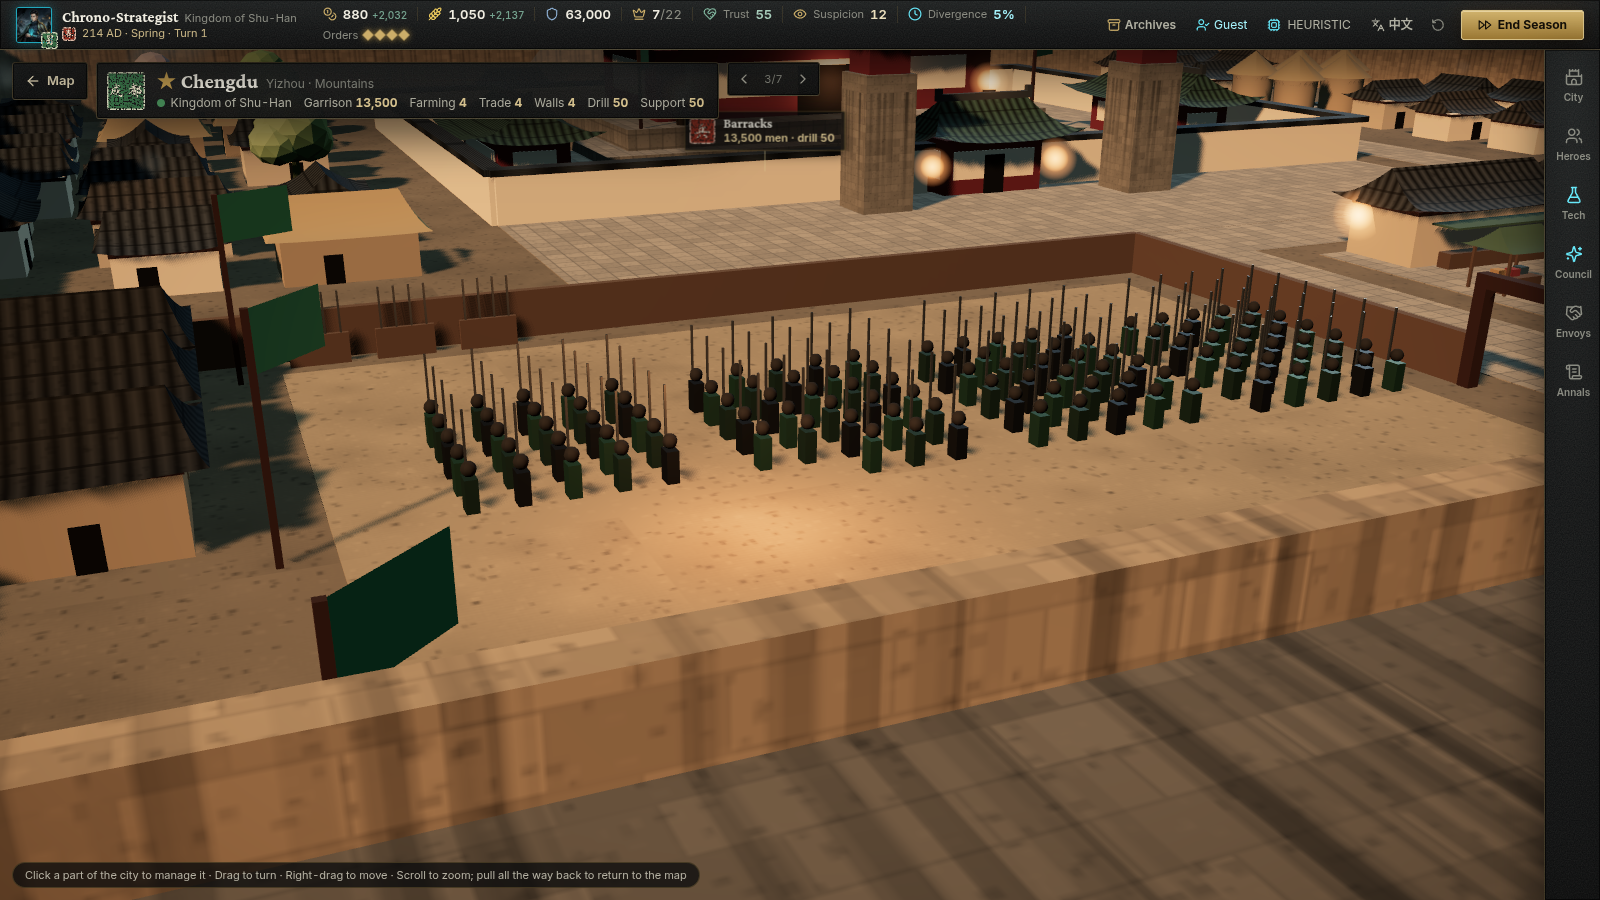 Chrono-Strategist Kingdom of Shu-Han
214 AD · Spring · Turn 1
880 +2,032 1,050 +2,137 63,000 7/22 Trust 55 Suspicion 12 Divergence 5%
Orders
Archives Guest HEURISTIC 中文 End Season
Map
Chengdu Yizhou · Mountains
Kingdom of Shu-Han Garrison 13,500 Farming 4 Trade 4 Walls 4 Drill 50 Support 50
3/7
Barracks
13,500 men · drill 50
City
Heroes
Tech
Council
Envoys
Annals
Click a part of the city to manage it · Drag to turn · Right-drag to move · Scroll to zoom; pull all the way back to return to the map